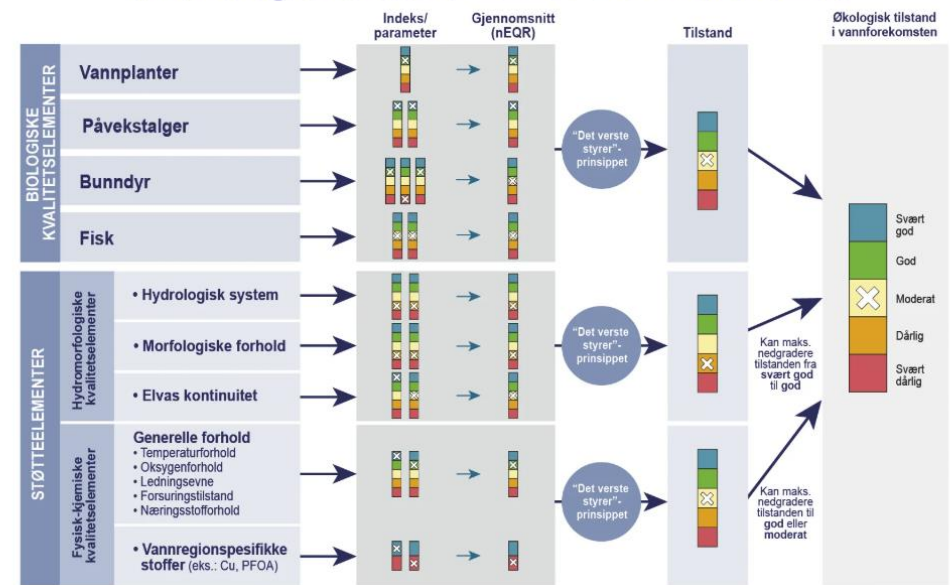 Indeks/
parameter
Gjennomsnitt
(nEQR)
Tilstand
Økologisk tilstand
i vannforekomsten
BIOLOGISKE
KVALITETSELEMENTER
Vannplanter
Påvekstalger
Bunndyr
Fisk
"Det verste
styrer"-
prinsippet
STØTTEELEMENTER
Hydromorfologiske
kvalitetselementer
• Hydrologisk system
• Morfologiske forhold
• Elvas kontinuitet
"Det verste
styrer"-
prinsippet
Kan maks.
nedgradere
tilstanden fra
svært god
til god
Fysisk-kjemiske
kvalitetselementer
Generelle forhold
• Temperaturforhold
• Oksygenforhold
• Ledningsevne
• Forsuringtilstand
• Næringsstofforhold
• Vannregionspesifikke
stoffer (eks.: Cu, PFOA)
"Det verste
styrer"-
prinsippet
Kan maks.
nedgradere
tilstanden til
god eller
moderat
Svært
god
God
Moderat
Dårlig
Svært
dårlig